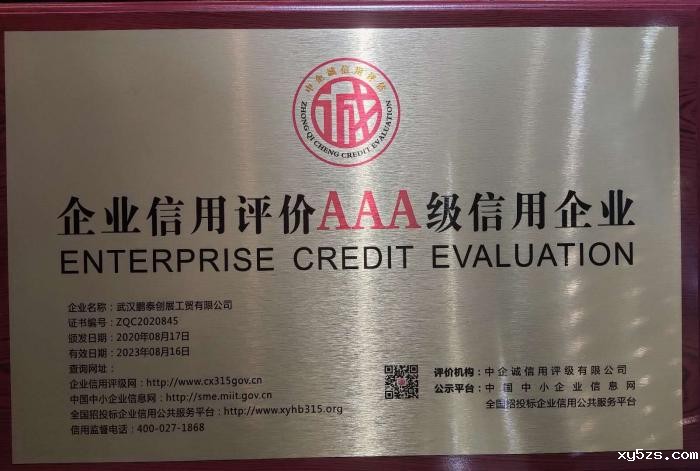 中企诚信用评价
ZHONG QI CHENG CREDIT EVALUATION
诚
企业信用评价AAA级信用企业
ENTERPRISE CREDIT EVALUATION
企业名称：武汉鹏泰创展工贸有限公司
证书编号：ZQC2020845
颁发日期：2020年08月17日
有效日期：2023年08月16日
查询网址：
企业信用评级网：http://www.cx315gov.cn
中国中小企业信息网：http://sme.miit.gov.cn
全国招投标企业信用公共服务平台：http://www.xyhb315.org
信用监督电话：400-027-1868
评价机构：中企诚信用评级有限公司
公示平台：中国中小企业信息网
全国招投标企业信用公共服务平台
xy5zs.com